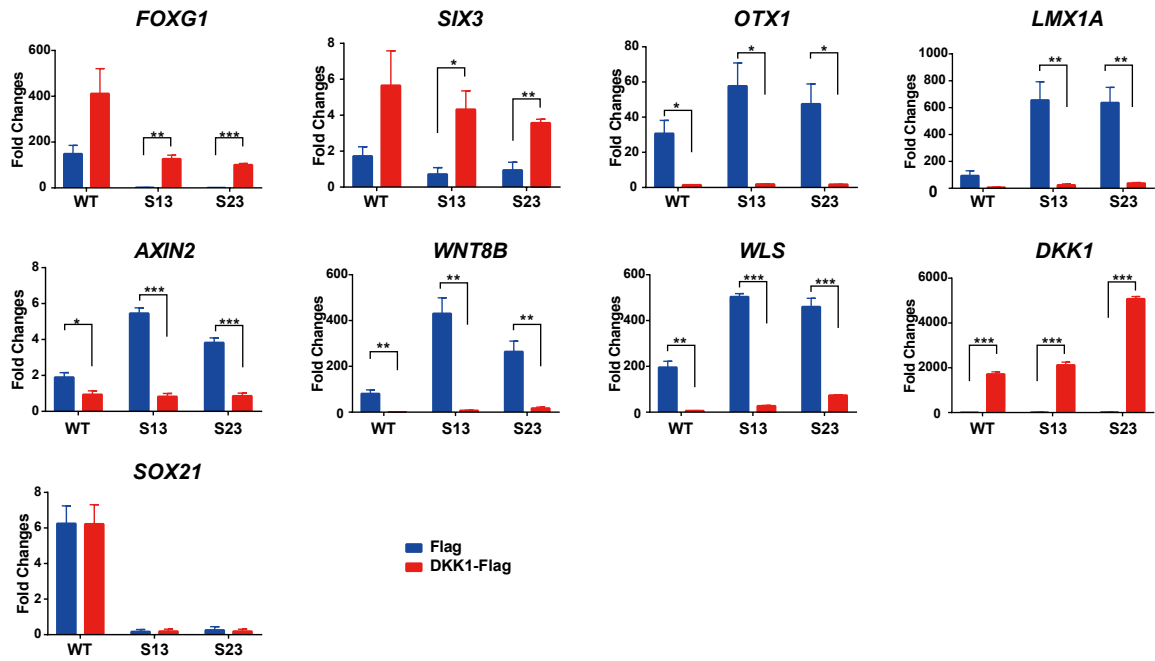 FOXG1
Fold Changes
600
400
200
0
**
***
WT S13 S23
SIX3
Fold Changes
8
6
4
2
0
*
**
WT S13 S23
OTX1
Fold Changes
80
60
40
20
0
*
*
*
WT S13 S23
LMX1A
Fold Changes
1000
800
600
400
200
0
**
**
WT S13 S23
AXIN2
Fold Changes
8
6
4
2
0
*
***
***
WT S13 S23
WNT8B
Fold Changes
600
400
200
0
**
**
**
WT S13 S23
WLS
Fold Changes
600
400
200
0
**
***
***
WT S13 S23
DKK1
Fold Changes
6000
4000
2000
0
***
***
***
WT S13 S23
SOX21
Fold Changes
8
6
4
2
0
WT S13 S23
Flag
DKK1-Flag